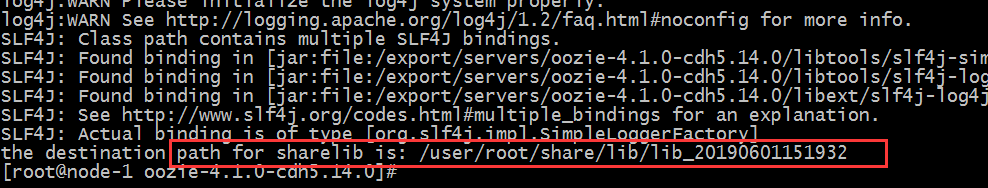 log4j:WARN Please initialize the log4j system properly.
log4j:WARN See http://logging.apache.org/log4j/1.2/faq.html#noconfig for more info.
SLF4J: Class path contains multiple SLF4J bindings.
SLF4J: Found binding in [jar:file:/export/servers/oozie-4.1.0-cdh5.14.0/libtools/slf4j-sim
SLF4J: Found binding in [jar:file:/export/servers/oozie-4.1.0-cdh5.14.0/libtools/slf4j-log
SLF4J: Found binding in [jar:file:/export/servers/oozie-4.1.0-cdh5.14.0/libext/slf4j-log4j
SLF4J: See http://www.slf4j.org/codes.html#multiple_bindings for an explanation.
SLF4J: Actual binding is of type [org.slf4j.impl.SimpleLoggerFactory]
the destination path for sharelib is: /user/root/share/lib/lib_20190601151932
[root@node-1 oozie-4.1.0-cdh5.14.0]#